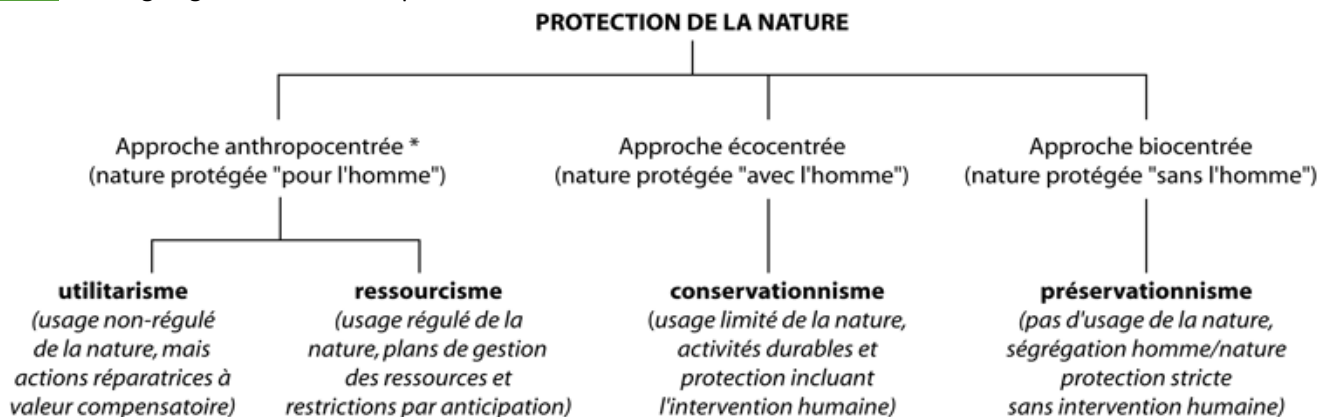 PROTECTION DE LA NATURE
Approche anthropocentrée *
(nature protégée "pour l'homme")
Approche écocentrée
(nature protégée "avec l'homme")
Approche biocentrée
(nature protégée "sans l'homme")
utilitarisme
(usage non-régulé
de la nature, mais
actions réparatrices à
valeur compensatoire)
ressourcisme
(usage régulé de la
nature, plans de gestion
des ressources et
restrictions par anticipation)
conservationnisme
(usage limité de la nature,
activités durables et
protection incluant
l'intervention humaine)
préservationnisme
(pas d'usage de la nature,
ségrégation homme/nature
protection stricte
sans intervention humaine)